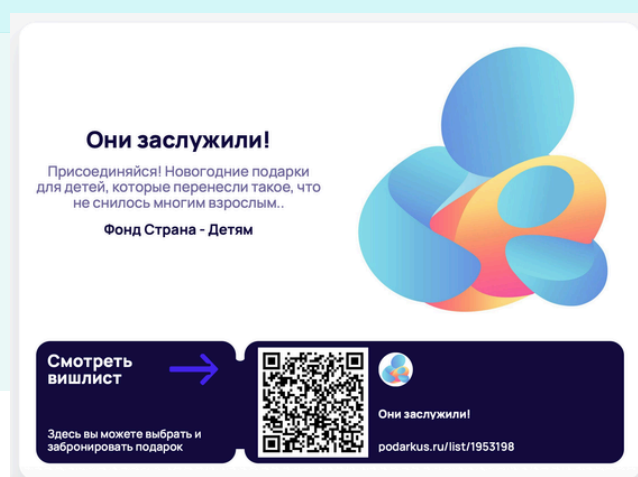 Они заслужили!
Присоединяйся! Новогодние подарки
для детей, которые перенесли такое, что
не снилось многим взрослым..
Фонд Страна - Детям
Смотреть
вишлист
Здесь вы можете выбрать и
забронировать подарок
Они заслужили!
podarkus.ru/list/1953198